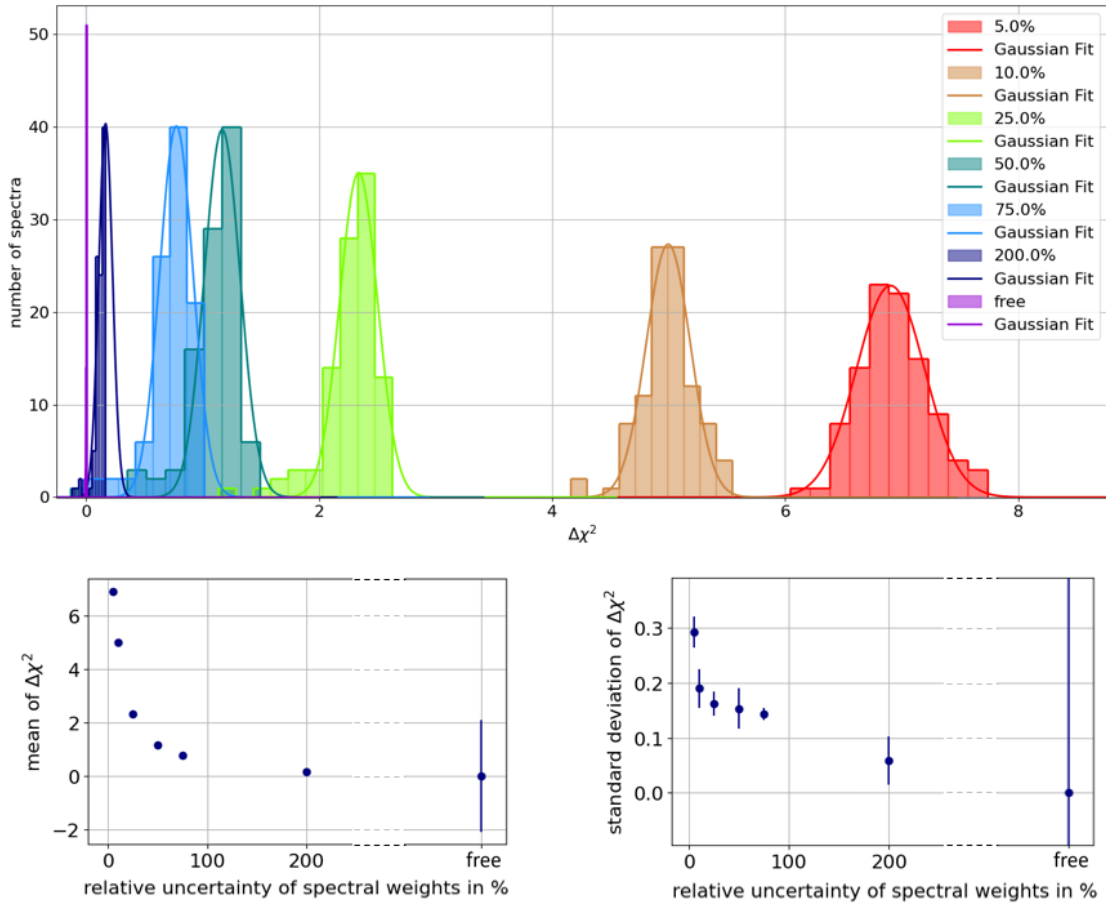 50
40
30
20
10
0
number of spectra
0
2
4
6
8
Δχ²
5.0%
Gaussian Fit
10.0%
Gaussian Fit
25.0%
Gaussian Fit
50.0%
Gaussian Fit
75.0%
Gaussian Fit
200.0%
Gaussian Fit
free
Gaussian Fit
6
4
2
0
−2
mean of Δχ²
0
100
200
free
relative uncertainty of spectral weights in %
0.3
0.2
0.1
0.0
standard deviation of Δχ²
0
100
200
free
relative uncertainty of spectral weights in %